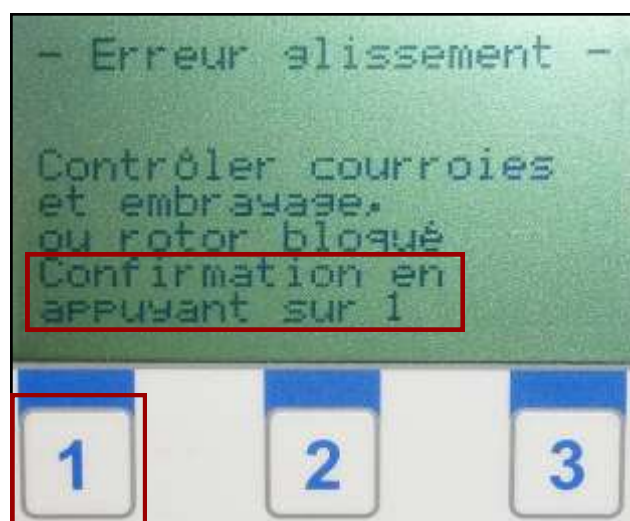 - Erreur glissement -
Contrôler courroies
et embrayage.
ou rotor bloqué
Confirmation en
appuyant sur 1
1 2 3